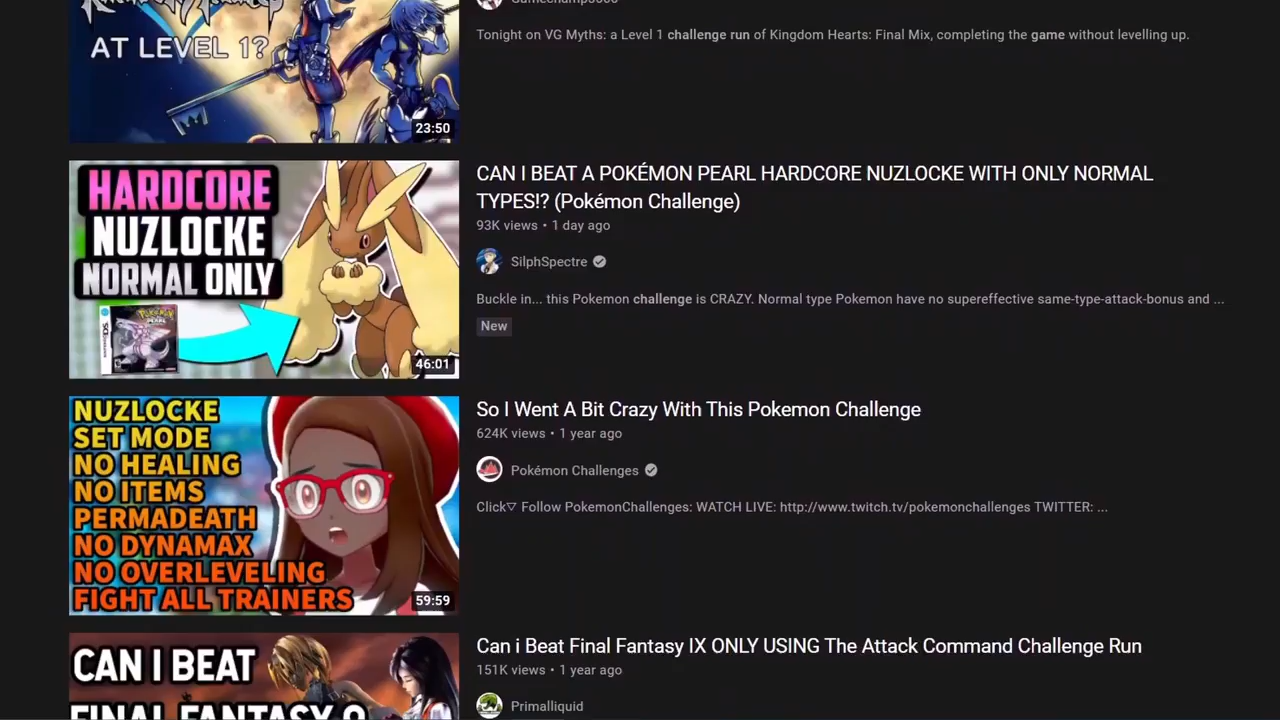 AT LEVEL 1?
23:50
Tonight on VG Myths: a Level 1 challenge run of Kingdom Hearts: Final Mix, completing the game without levelling up.
HARDCORE
NUZLOCKE
NORMAL ONLY
46:01
CAN I BEAT A POKÉMON PEARL HARDCORE NUZLOCKE WITH ONLY NORMAL
TYPES!? (Pokémon Challenge)
93K views • 1 day ago
SilphSpectre
Buckle in... this Pokemon challenge is CRAZY. Normal type Pokemon have no supereffective same-type-attack-bonus and ...
New
NUZLOCKE
SET MODE
NO HEALING
NO ITEMS
PERMADEATH
NO DYNAMAX
NO OVERLEVELING
FIGHT ALL TRAINERS
59:59
So I Went A Bit Crazy With This Pokemon Challenge
624K views • 1 year ago
Pokémon Challenges
Click▽ Follow PokemonChallenges: WATCH LIVE: http://www.twitch.tv/pokemonchallenges TWITTER: ...
CAN I BEAT
FINAL FANTASY 9
Can i Beat Final Fantasy IX ONLY USING The Attack Command Challenge Run
151K views • 1 year ago
Primalliquid